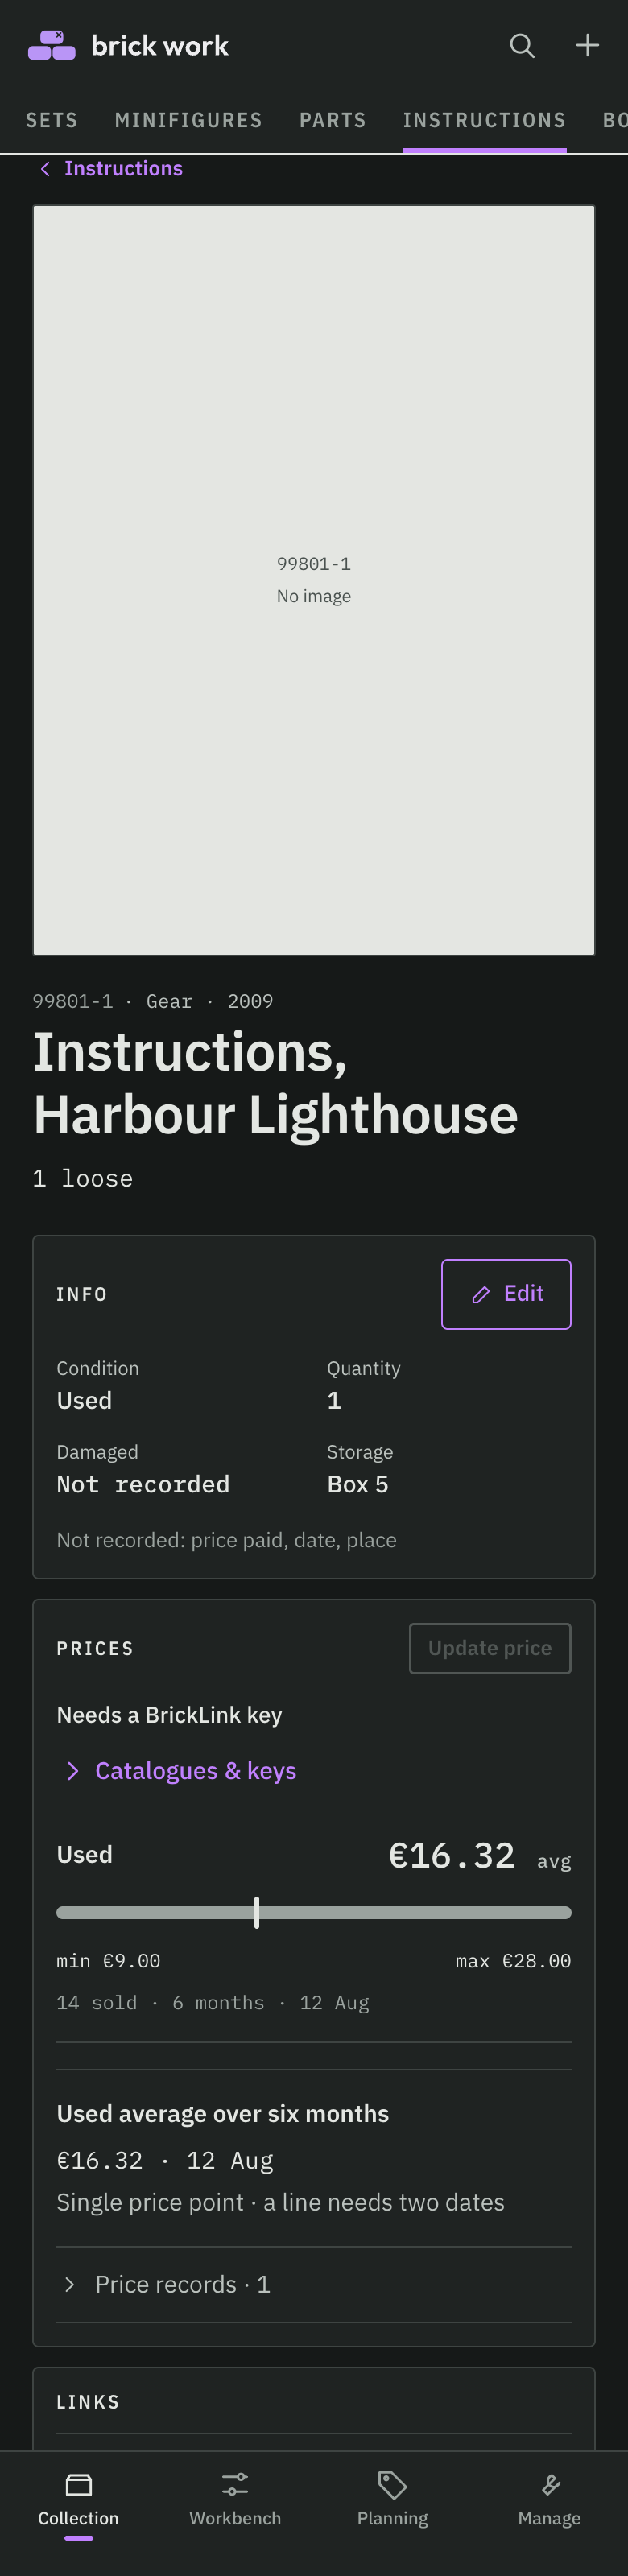 brick work
SETS MINIFIGURES PARTS INSTRUCTIONS BO
Instructions
99801-1
No image
99801-1 · Gear · 2009
Instructions,
Harbour Lighthouse
1 loose
INFO
Edit
Condition
Used
Quantity
1
Damaged
Not recorded
Storage
Box 5
Not recorded: price paid, date, place
PRICES
Update price
Needs a BrickLink key
Catalogues & keys
Used
€16.32 avg
min €9.00
max €28.00
14 sold · 6 months · 12 Aug
Used average over six months
€16.32 · 12 Aug
Single price point · a line needs two dates
Price records · 1
LINKS
Collection
Workbench
Planning
Manage